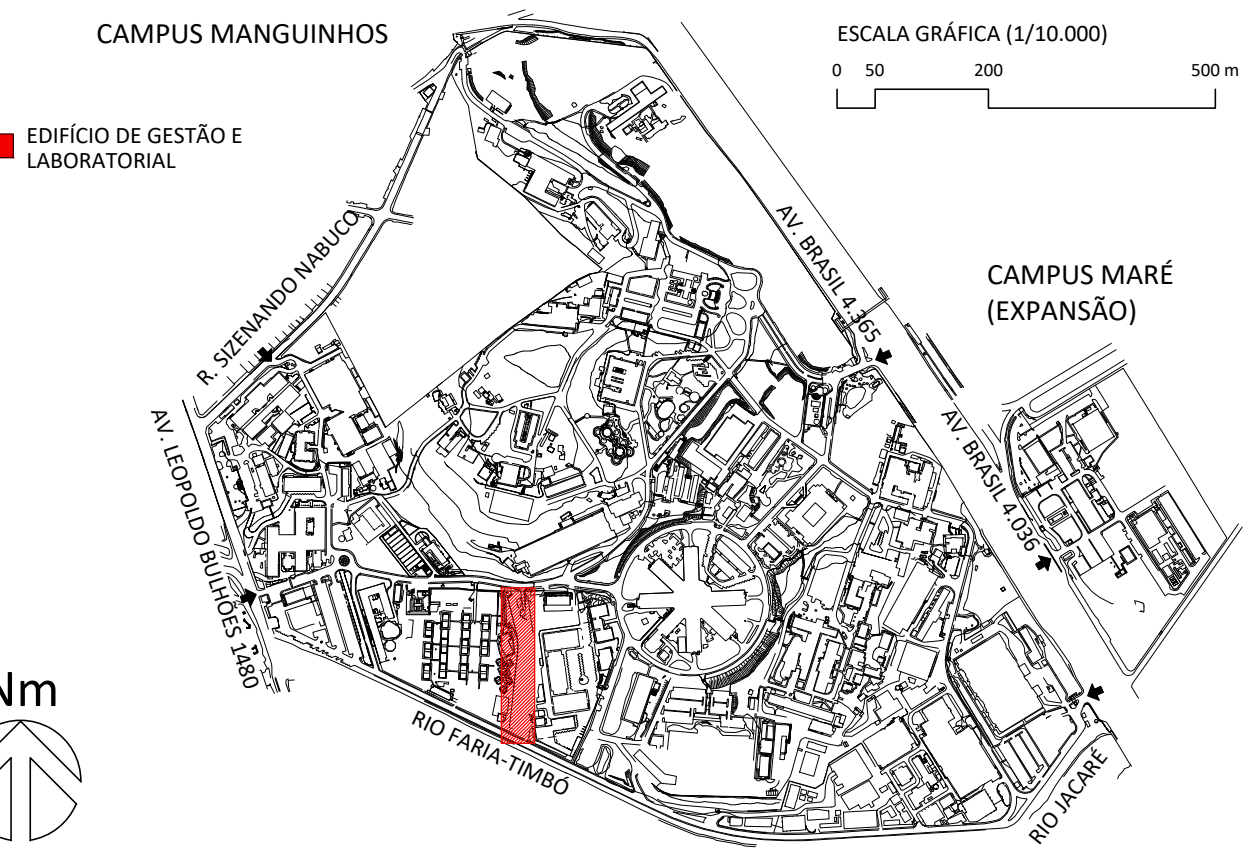 CAMPUS MANGUINHOS
ESCALA GRÁFICA (1/10.000)
0 50 200 500 m
EDIFÍCIO DE GESTÃO E
LABORATORIAL
R. SIZENANDO NABUCO
AV. BRASIL 4.365
CAMPUS MARÉ
(EXPANSÃO)
AV. LEOPOLDO BULHÕES 1480
AV. BRASIL 4.036
Nm
RIO FARIA-TIMBÓ
RIO JACARÉ